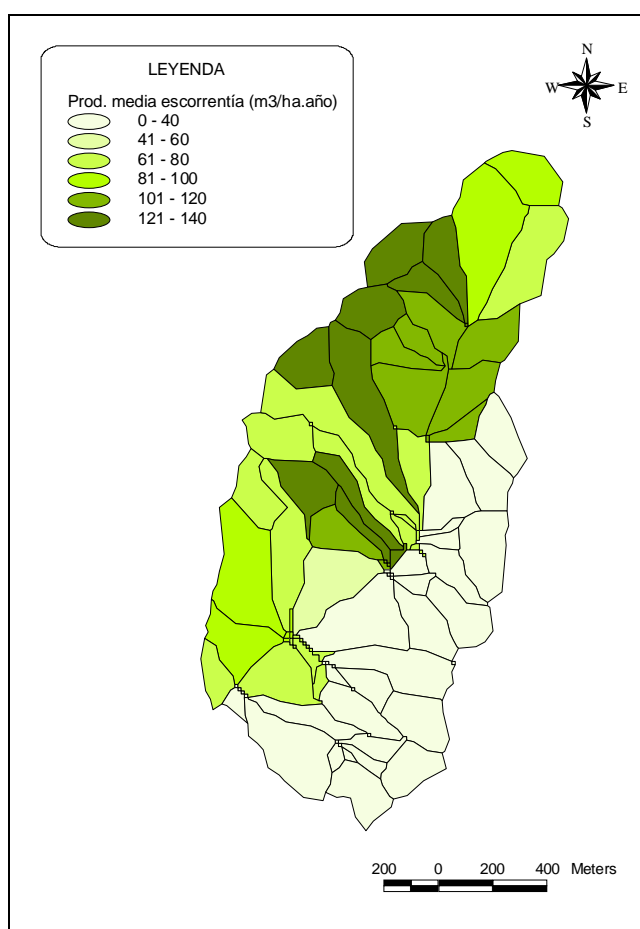 LEYENDA
Prod. media escorrentía (m3/ha.año)
0 - 40
41 - 60
61 - 80
81 - 100
101 - 120
121 - 140
N
W E
S
200 0 200 400 Meters